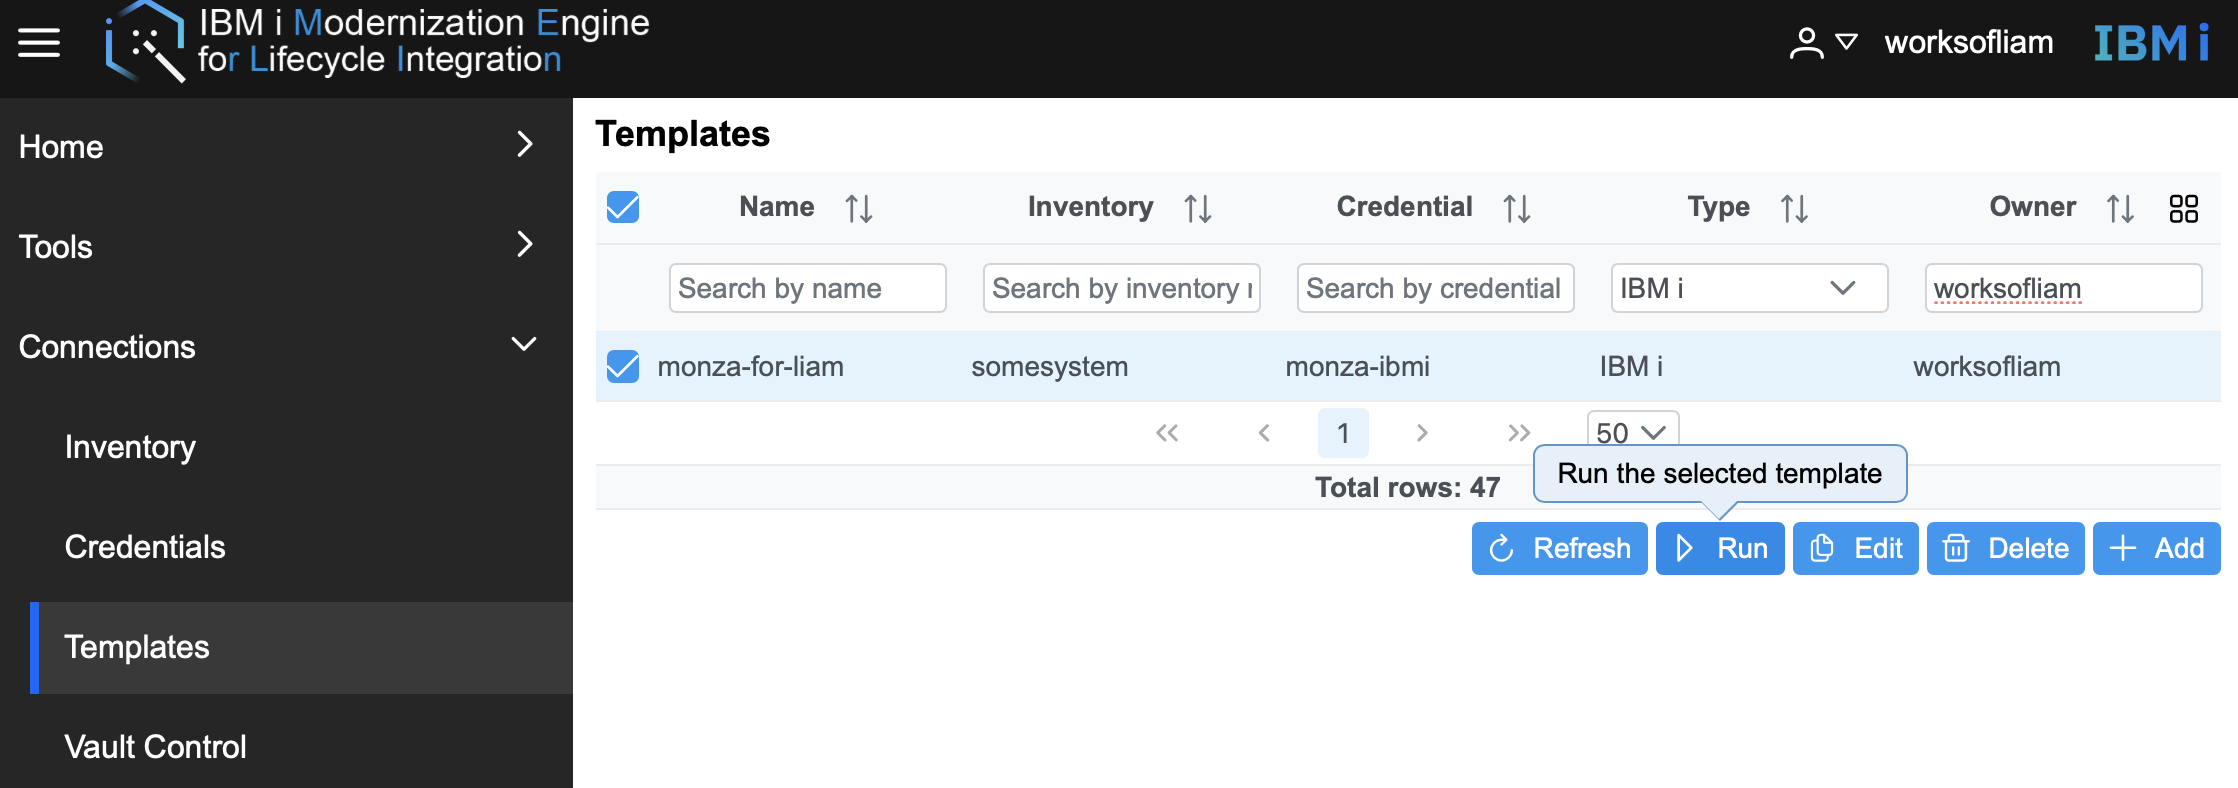 IBM i Modernization Engine
for Lifecycle Integration
worksofliam
IBM i
Home
Tools
Connections
Inventory
Credentials
Templates
Vault Control
Templates
Name Inventory Credential Type Owner
Search by name Search by inventory r Search by credential IBM i worksofliam
monza-for-liam somesystem monza-ibmi IBM i worksofliam
1 50
Run the selected template
Total rows: 47
Refresh Run Edit Delete Add